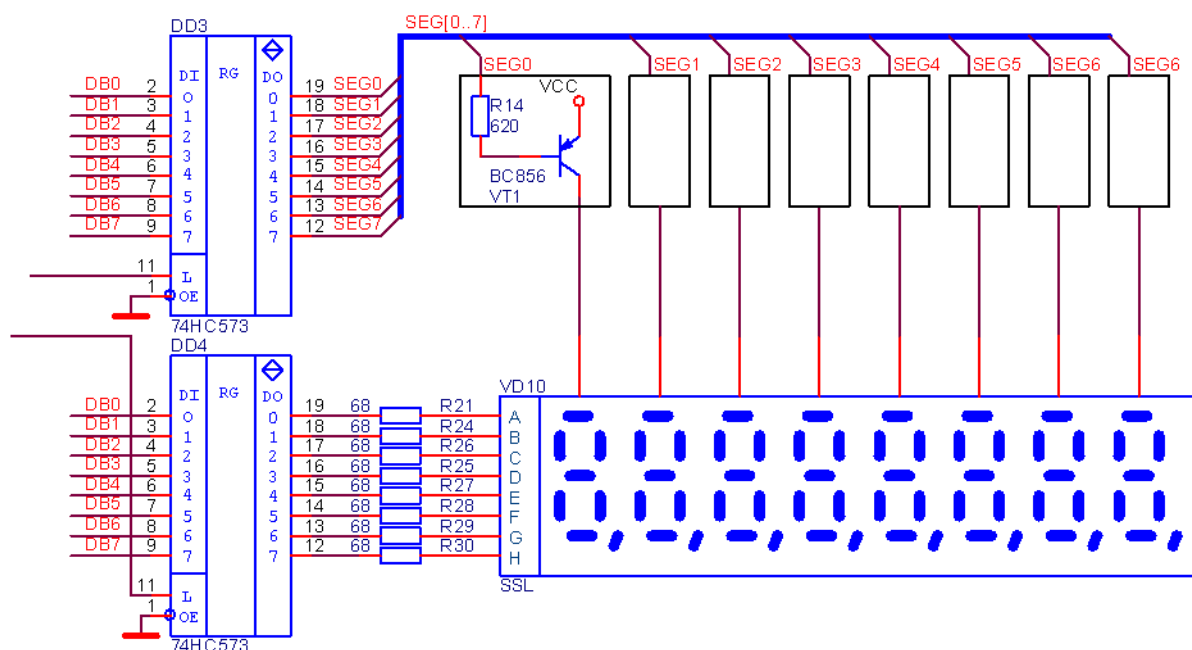 SEG[0..7]
DD3
DI RG DO
DB0 2 0 0 19 SEG0
DB1 3 1 1 18 SEG1
DB2 4 2 2 17 SEG2
DB3 5 3 3 16 SEG3
DB4 6 4 4 15 SEG4
DB5 7 5 5 14 SEG5
DB6 8 6 6 13 SEG6
DB7 9 7 7 12 SEG7
11 L
1 OE
74HC573
SEG0 SEG1 SEG2 SEG3 SEG4 SEG5 SEG6 SEG6
VCC
R14
620
BC856
VT1
DD4
DI RG DO
DB0 2 0 0 19 68 R21 A
DB1 3 1 1 18 68 R24 B
DB2 4 2 2 17 68 R26 C
DB3 5 3 3 16 68 R25 D
DB4 6 4 4 15 68 R27 E
DB5 7 5 5 14 68 R28 F
DB6 8 6 6 13 68 R29 G
DB7 9 7 7 12 68 R30 H
11 L
1 OE
74HC573
VD10
SSL